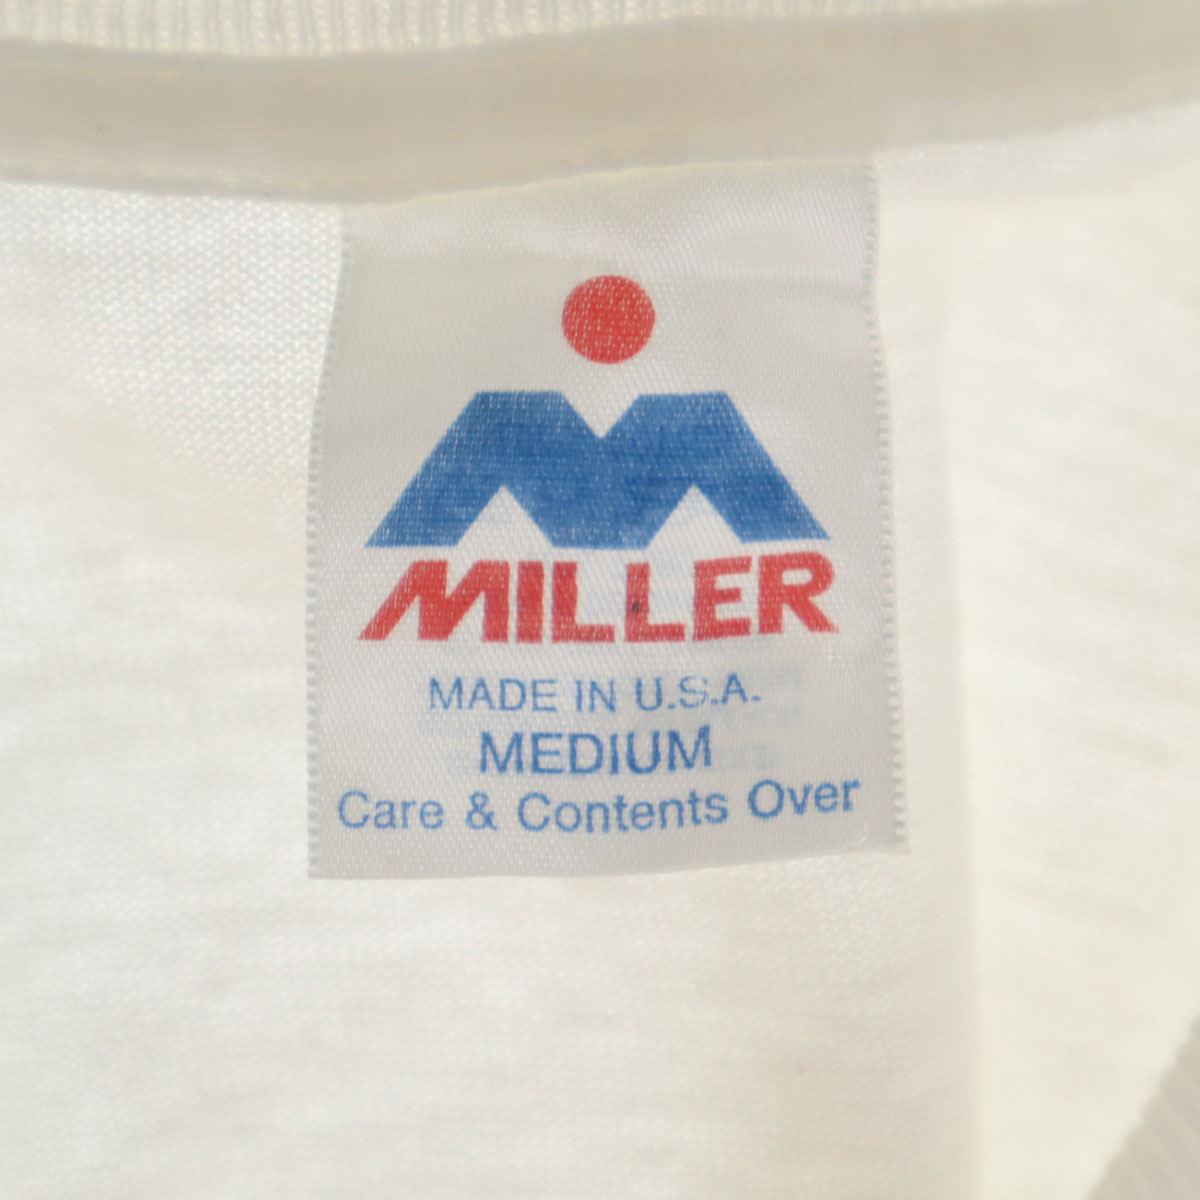 MILLER
MADE IN U.S.A.
MEDIUM
Care & Contents Over